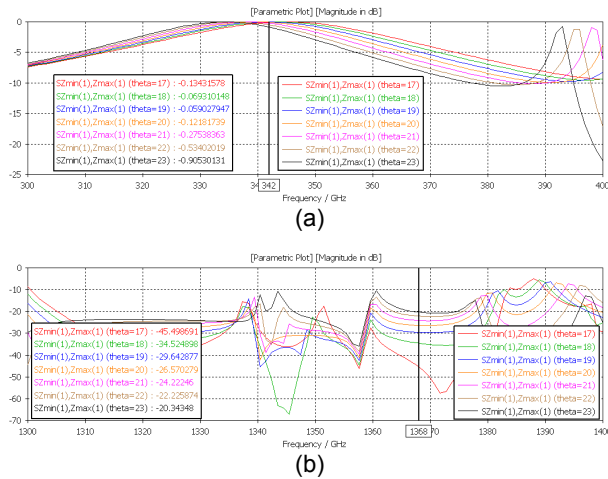 [Parametric Plot] [Magnitude in dB]
0
-5
-10
-15
-20
-25
SZmin(1),Zmax(1) (theta=17) : -0.13431578
SZmin(1),Zmax(1) (theta=18) : -0.069310148
SZmin(1),Zmax(1) (theta=19) : -0.059027947
SZmin(1),Zmax(1) (theta=20) : -0.12181739
SZmin(1),Zmax(1) (theta=21) : -0.27538363
SZmin(1),Zmax(1) (theta=22) : -0.53402019
SZmin(1),Zmax(1) (theta=23) : -0.90530131
SZmin(1),Zmax(1) (theta=17)
SZmin(1),Zmax(1) (theta=18)
SZmin(1),Zmax(1) (theta=19)
SZmin(1),Zmax(1) (theta=20)
SZmin(1),Zmax(1) (theta=21)
SZmin(1),Zmax(1) (theta=22)
SZmin(1),Zmax(1) (theta=23)
300 310 320 330 340 350 360 370 380 390 400
342
Frequency / GHz
(a)
[Parametric Plot] [Magnitude in dB]
0
-10
-20
-30
-40
-50
-60
-70
SZmin(1),Zmax(1) (theta=17) : -45.498691
SZmin(1),Zmax(1) (theta=18) : -34.524898
SZmin(1),Zmax(1) (theta=19) : -29.642877
SZmin(1),Zmax(1) (theta=20) : -26.570279
SZmin(1),Zmax(1) (theta=21) : -24.22246
SZmin(1),Zmax(1) (theta=22) : -22.225874
SZmin(1),Zmax(1) (theta=23) : -20.34348
SZmin(1),Zmax(1) (theta=17)
SZmin(1),Zmax(1) (theta=18)
SZmin(1),Zmax(1) (theta=19)
SZmin(1),Zmax(1) (theta=20)
SZmin(1),Zmax(1) (theta=21)
SZmin(1),Zmax(1) (theta=22)
SZmin(1),Zmax(1) (theta=23)
1300 1310 1320 1330 1340 1350 1360 1368 1380 1390 1400
Frequency / GHz
(b)